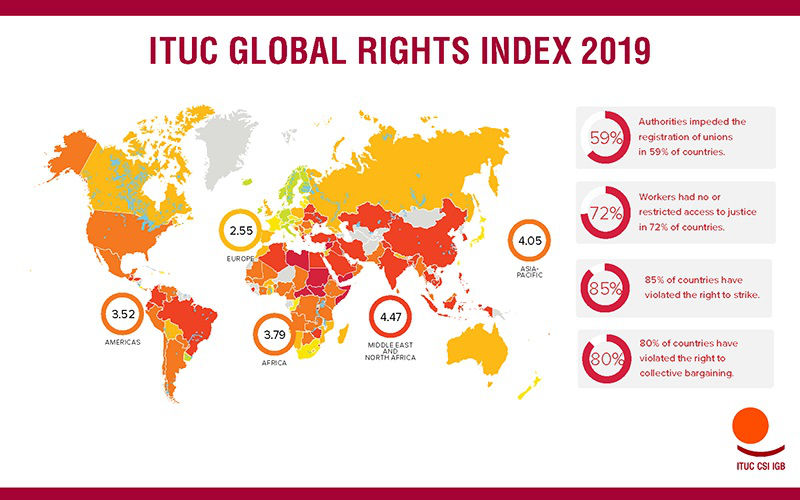 ITUC GLOBAL RIGHTS INDEX 2019
59%
Authorities impeded the
registration of unions
in 59% of countries.
72%
Workers had no or
restricted access to justice
in 72% of countries.
2.55
EUROPE
4.05
ASIA-
PACIFIC
85%
85% of countries have
violated the right to strike.
3.52
AMERICAS
3.79
AFRICA
4.47
MIDDLE EAST
AND
NORTH AFRICA
80%
80% of countries have
violated the right to
collective bargaining.
ITUC CSI IGB